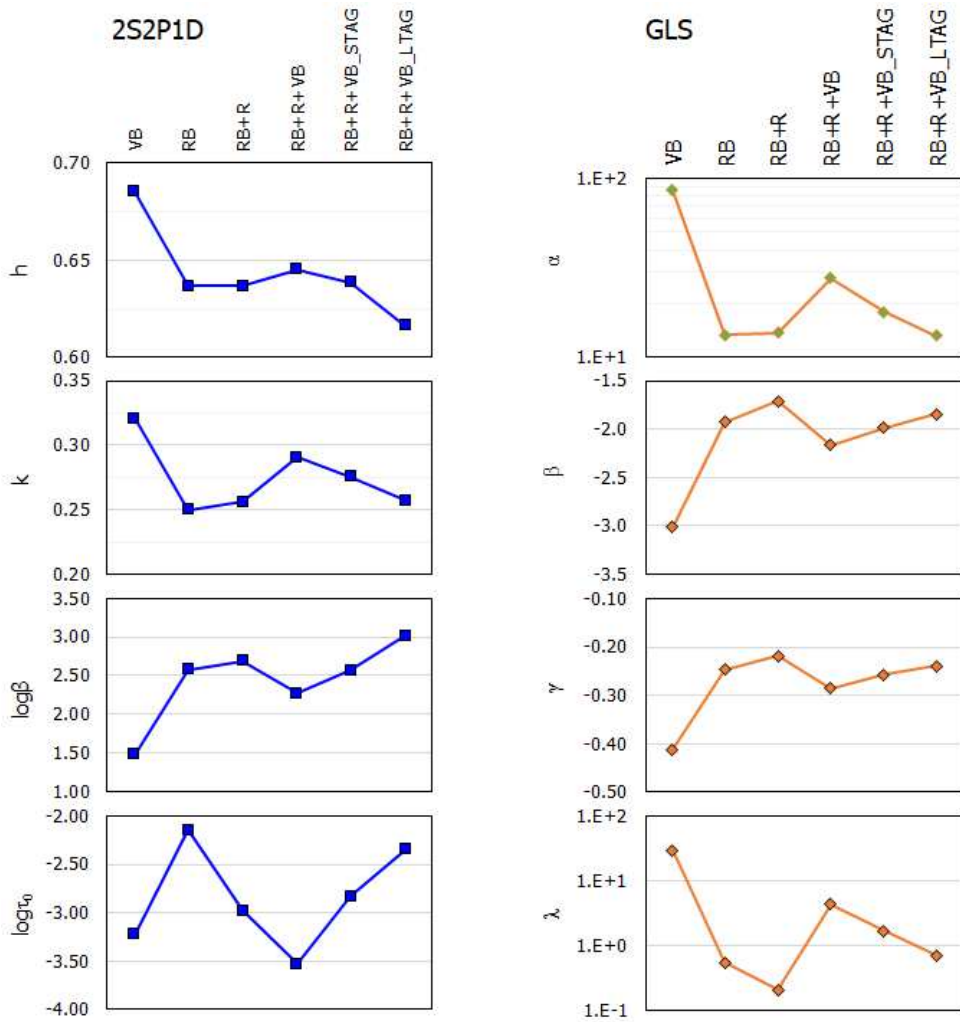 2S2P1D
VB
RB
RB+R
RB+R+VB
RB+R+VB_STAG
RB+R+VB_LTAG
0.70
0.65
0.60
h
0.35
0.30
0.25
0.20
k
3.50
3.00
2.50
2.00
1.50
1.00
logβ
-2.00
-2.50
-3.00
-3.50
-4.00
logτ₀
GLS
VB
RB
RB+R
RB+R+VB
RB+R+VB_STAG
RB+R+VB_LTAG
1.E+2
1.E+1
α
-1.5
-2.0
-2.5
-3.0
-3.5
β
-0.10
-0.20
-0.30
-0.40
-0.50
γ
1.E+2
1.E+1
1.E+0
1.E-1
λ